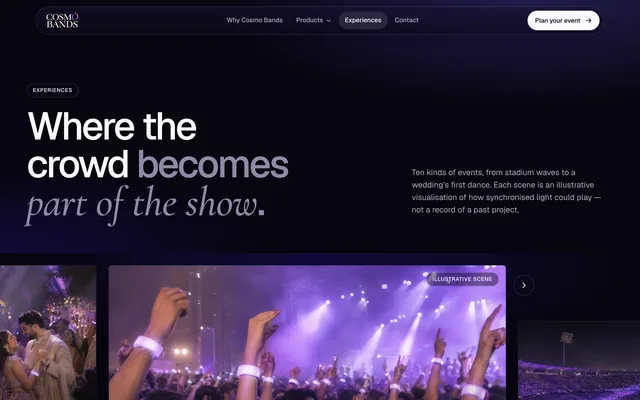 COSMO
BANDS
Why Cosmo Bands
Products
Experiences
Contact
Plan your event →
EXPERIENCES
Where the
crowd becomes
part of the show.
Ten kinds of events, from stadium waves to a
wedding’s first dance. Each scene is an illustrative
visualisation of how synchronised light could play —
not a record of a past project.
ILLUSTRATIVE SCENE